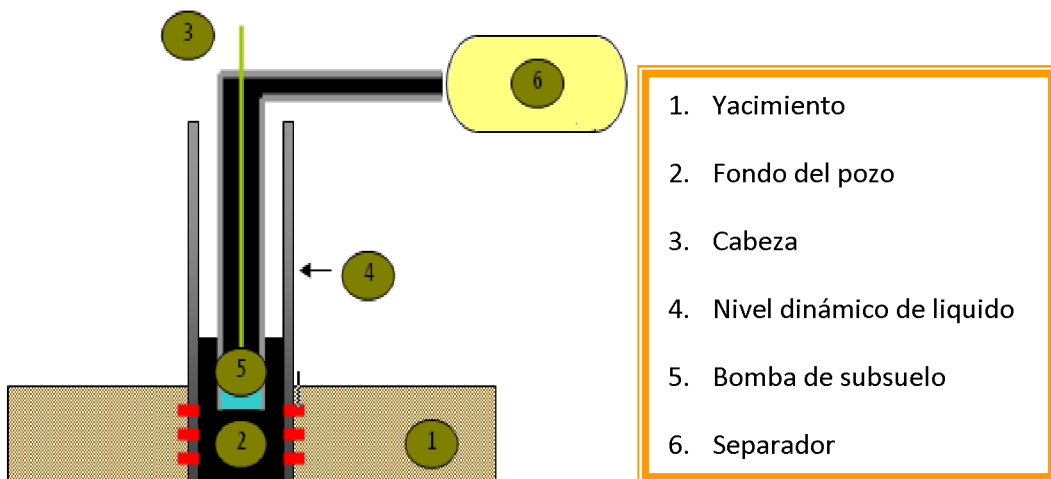 3
6
4
5
2
1
1. Yacimiento
2. Fondo del pozo
3. Cabeza
4. Nivel dinámico de liquido
5. Bomba de subsuelo
6. Separador